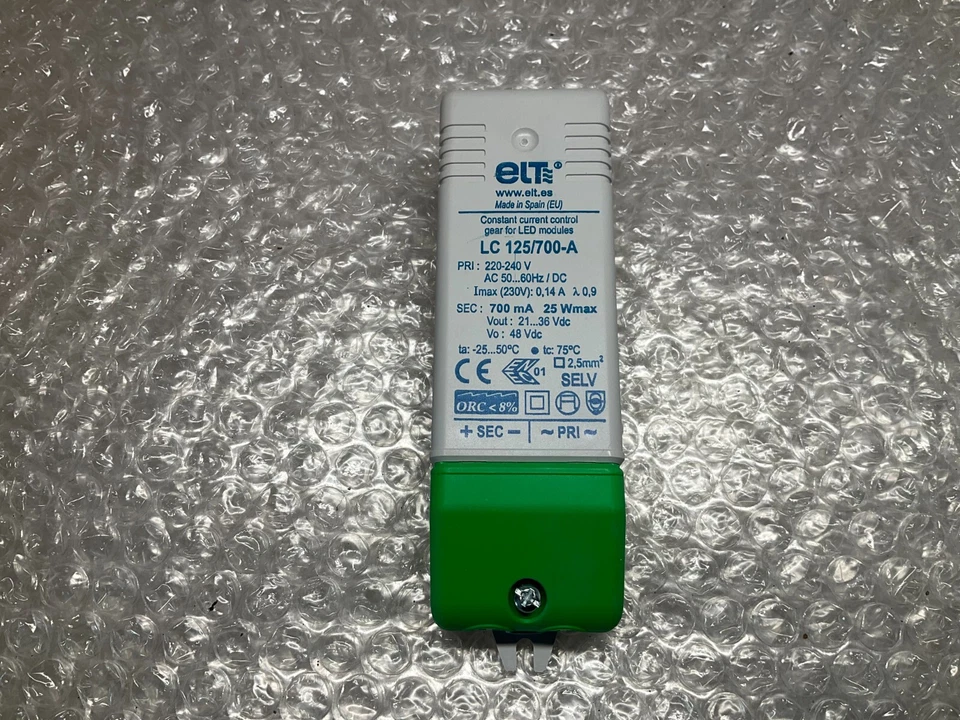 eLT
www.elt.es
Made in Spain (EU)
Constant current control
gear for LED modules
LC 125/700-A
PRI : 220-240 V
AC 50...60Hz / DC
Imax (230V): 0,14 A λ 0,9
SEC : 700 mA 25 Wmax
Vout : 21...36 Vdc
Vo : 48 Vdc
ta: -25...50ºC ● tc: 75ºC
CE 01 2,5mm²
SELV
ORC < 8%
+ SEC − ~ PRI ~